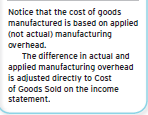 Notice that the cost of goods
manufactured is based on applied
(not actual) manufacturing
overhead.
The difference in actual and
applied manufacturing overhead
is adjusted directly to Cost
of Goods Sold on the income
statement.